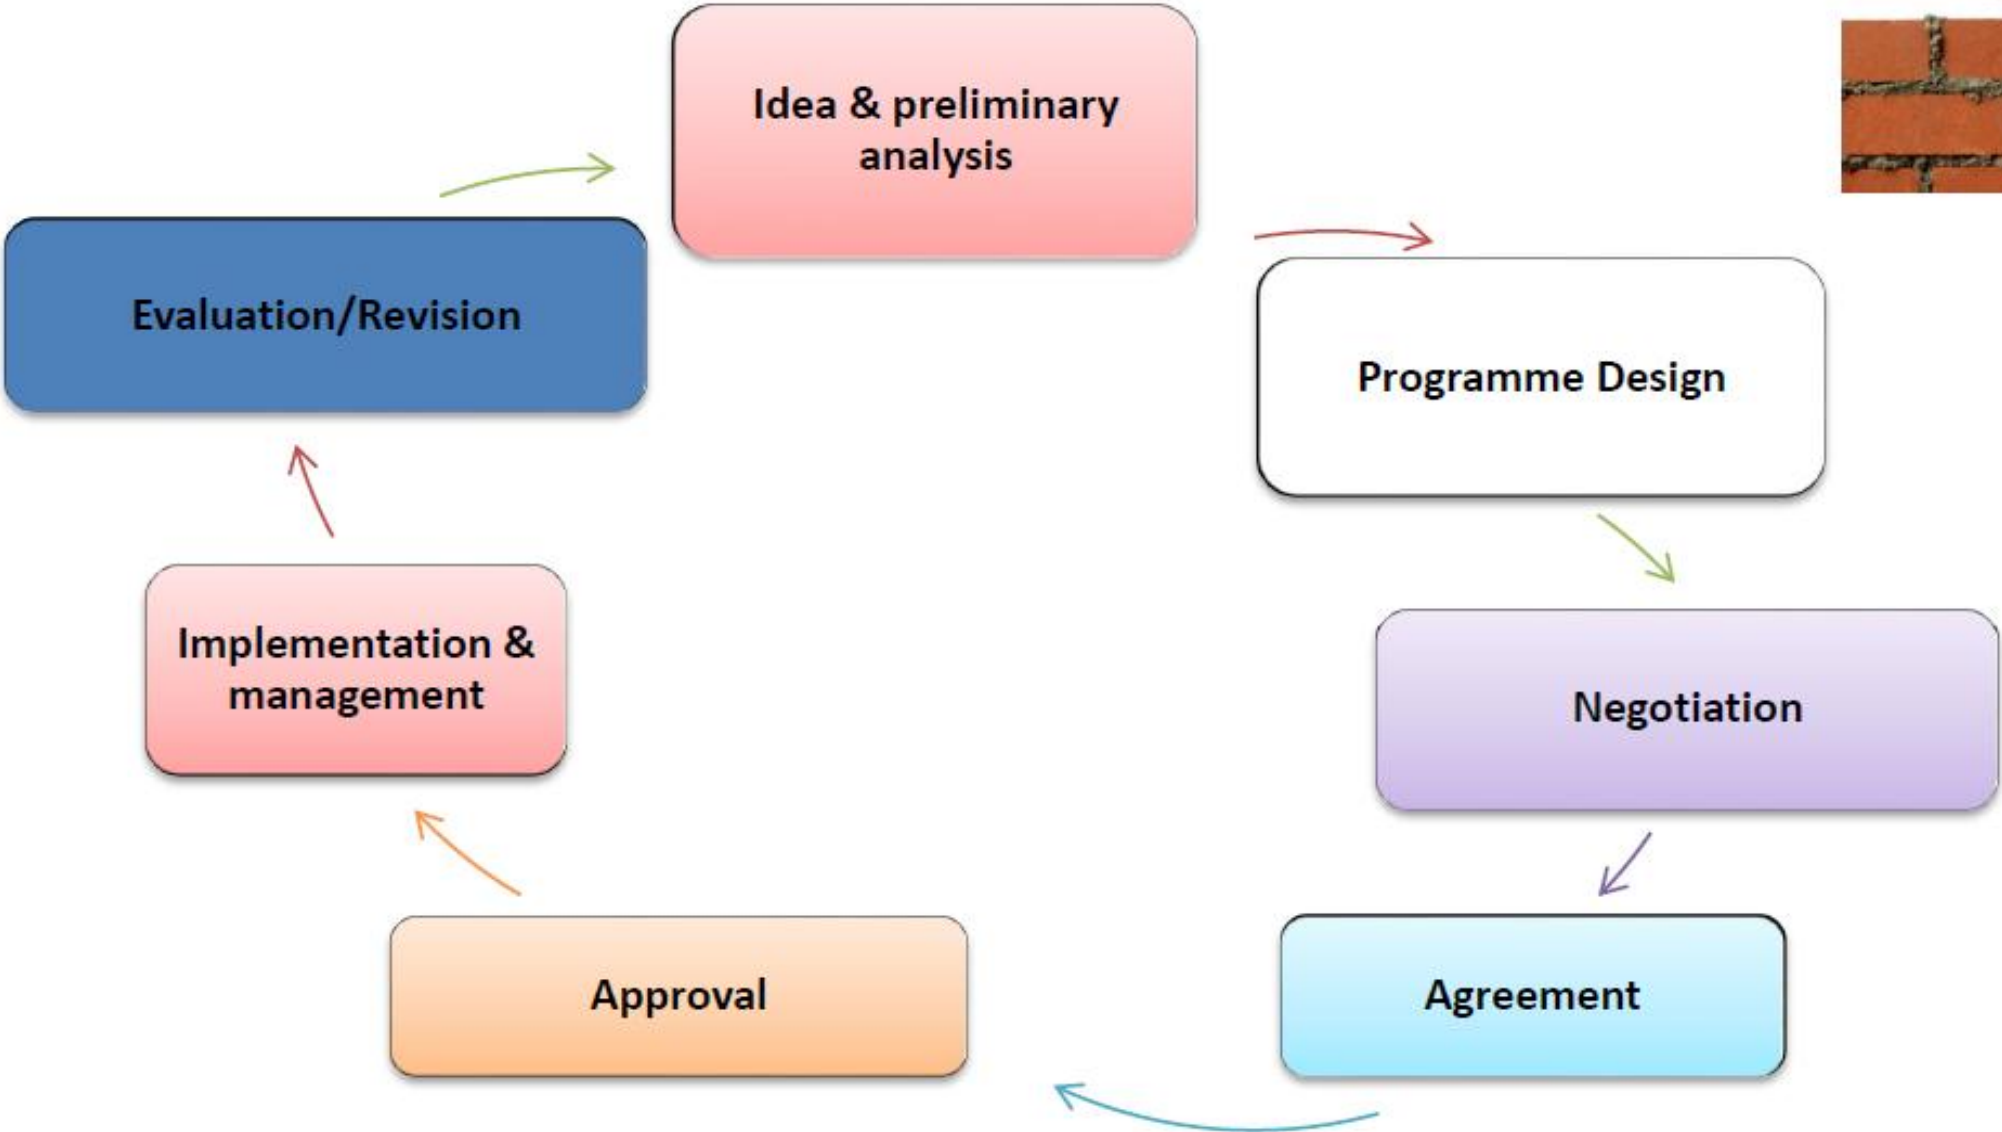 Idea & preliminary
analysis
Programme Design
Negotiation
Agreement
Approval
Implementation &
management
Evaluation/Revision